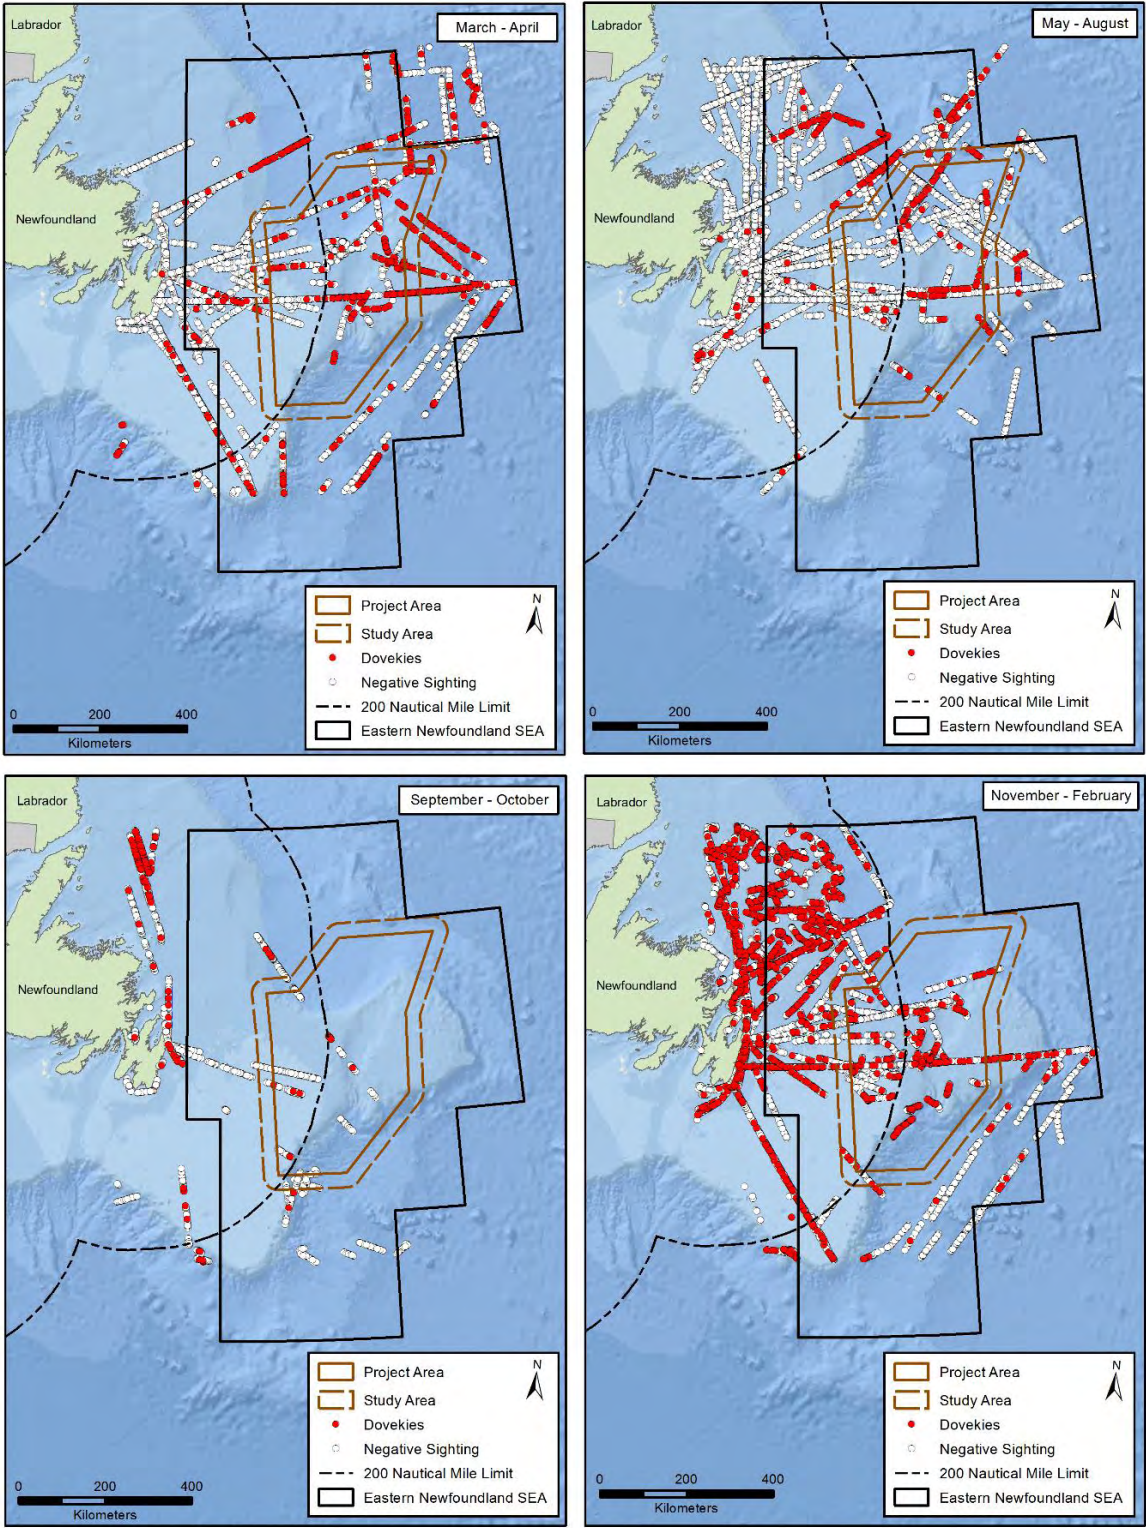 Labrador
March - April
Newfoundland
N
Project Area
Study Area
Dovekies
Negative Sighting
200 Nautical Mile Limit
Eastern Newfoundland SEA
0 200 400
Kilometers
Labrador
May - August
Newfoundland
N
Project Area
Study Area
Dovekies
Negative Sighting
200 Nautical Mile Limit
Eastern Newfoundland SEA
0 200 400
Kilometers
Labrador
September - October
Newfoundland
N
Project Area
Study Area
Dovekies
Negative Sighting
200 Nautical Mile Limit
Eastern Newfoundland SEA
0 200 400
Kilometers
Labrador
November - February
Newfoundland
N
Project Area
Study Area
Dovekies
Negative Sighting
200 Nautical Mile Limit
Eastern Newfoundland SEA
0 200 400
Kilometers